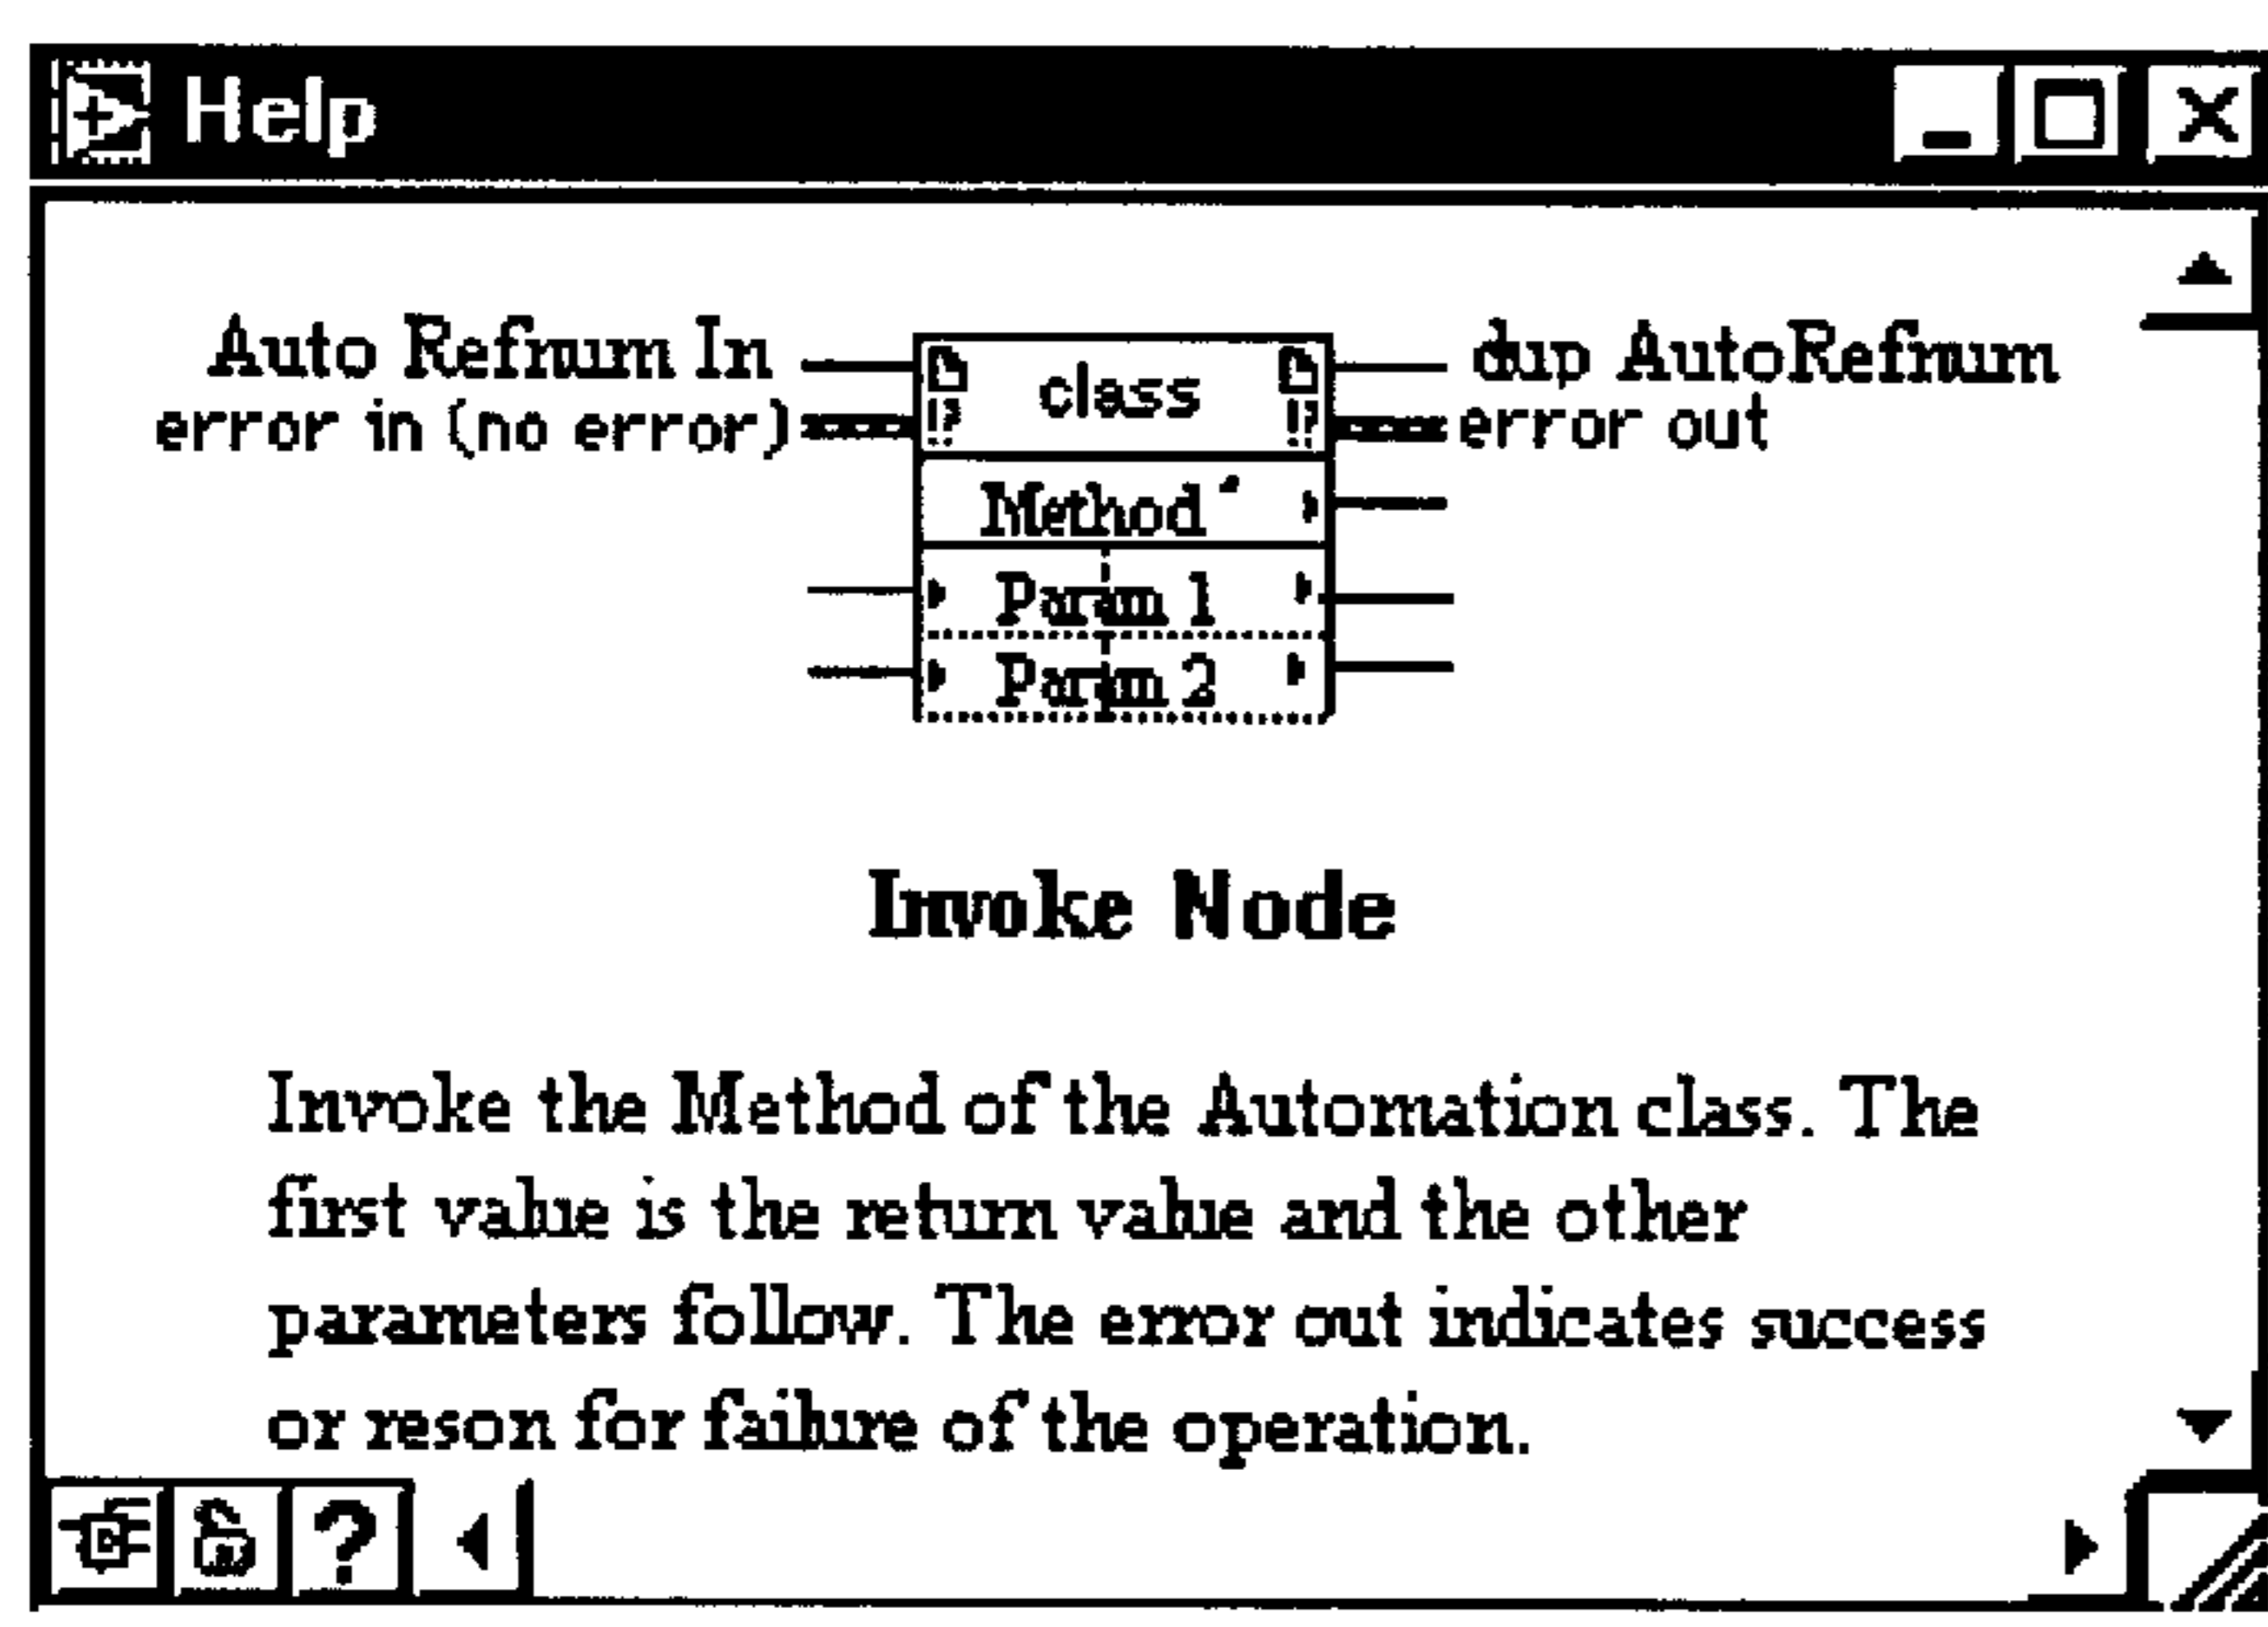 Help
Auto Refnum In class dup AutoRefnum
error in (no error) error out
Method
Param 1
Param 2
Invoke Node
Invoke the Method of the Automation class. The
first value is the return value and the other
parameters follow. The error out indicates success
or reson for failure of the operation.
?